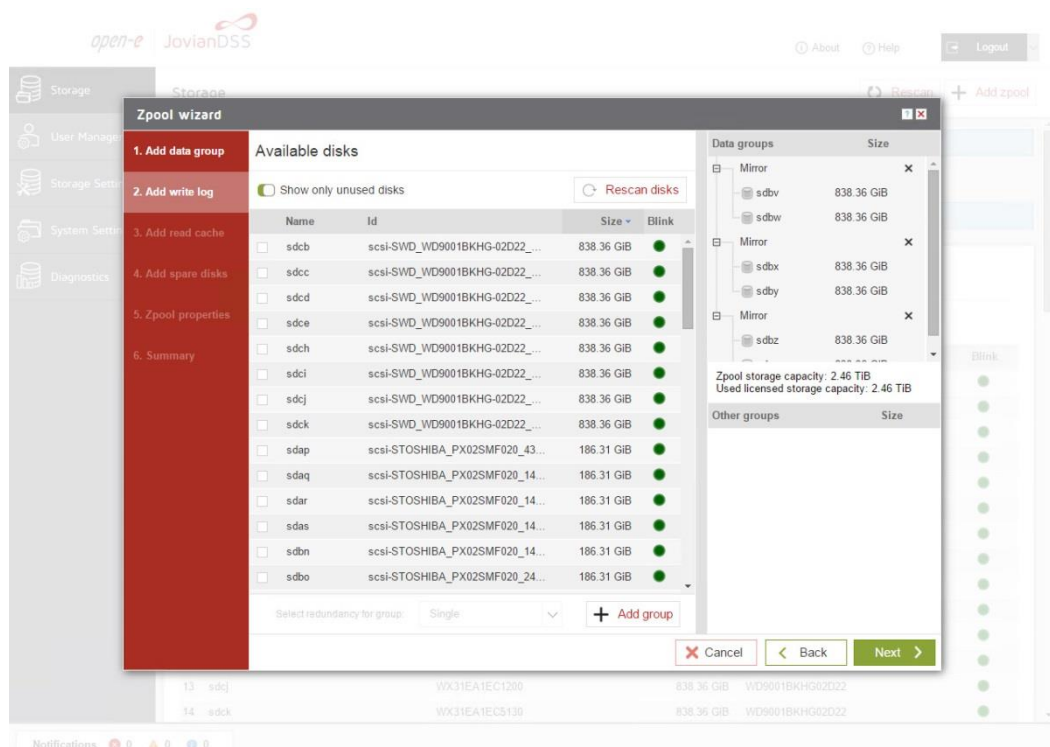 open-e JovianDSS
About
Help
Logout
Storage
User Manage
Storage Setti
System Settin
Diagnostics
Storage
Rescan
Add zpool
Zpool wizard
1. Add data group
2. Add write log
3. Add read cache
4. Add spare disks
5. Zpool properties
6. Summary
Available disks
Show only unused disks
Rescan disks
Name Id Size Blink
sdcb scsi-SWD_WD9001BKHG-02D22_... 838.36 GiB
sdcc scsi-SWD_WD9001BKHG-02D22_... 838.36 GiB
sdcd scsi-SWD_WD9001BKHG-02D22_... 838.36 GiB
sdce scsi-SWD_WD9001BKHG-02D22_... 838.36 GiB
sdch scsi-SWD_WD9001BKHG-02D22_... 838.36 GiB
sdci scsi-SWD_WD9001BKHG-02D22_... 838.36 GiB
sdcj scsi-SWD_WD9001BKHG-02D22_... 838.36 GiB
sdck scsi-SWD_WD9001BKHG-02D22_... 838.36 GiB
sdap scsi-STOSHIBA_PX02SMF020_43... 186.31 GiB
sdaq scsi-STOSHIBA_PX02SMF020_14... 186.31 GiB
sdar scsi-STOSHIBA_PX02SMF020_14... 186.31 GiB
sdas scsi-STOSHIBA_PX02SMF020_14... 186.31 GiB
sdbn scsi-STOSHIBA_PX02SMF020_14... 186.31 GiB
sdbo scsi-STOSHIBA_PX02SMF020_24... 186.31 GiB
Select redundancy for group: Single
Add group
Data groups Size
Mirror
sdbv 838.36 GiB
sdbw 838.36 GiB
Mirror
sdbx 838.36 GiB
sdby 838.36 GiB
Mirror
sdbz 838.36 GiB
Zpool storage capacity: 2.46 TiB
Used licensed storage capacity: 2.46 TiB
Other groups Size
Cancel
Back
Next
Blink
13. sdcj WX31EA1EC1200 838.36 GiB WD9001BKHG02D22
14. sdck WX31EA1EC5130 838.36 GiB WD9001BKHG02D22
Notifications 0 0 0